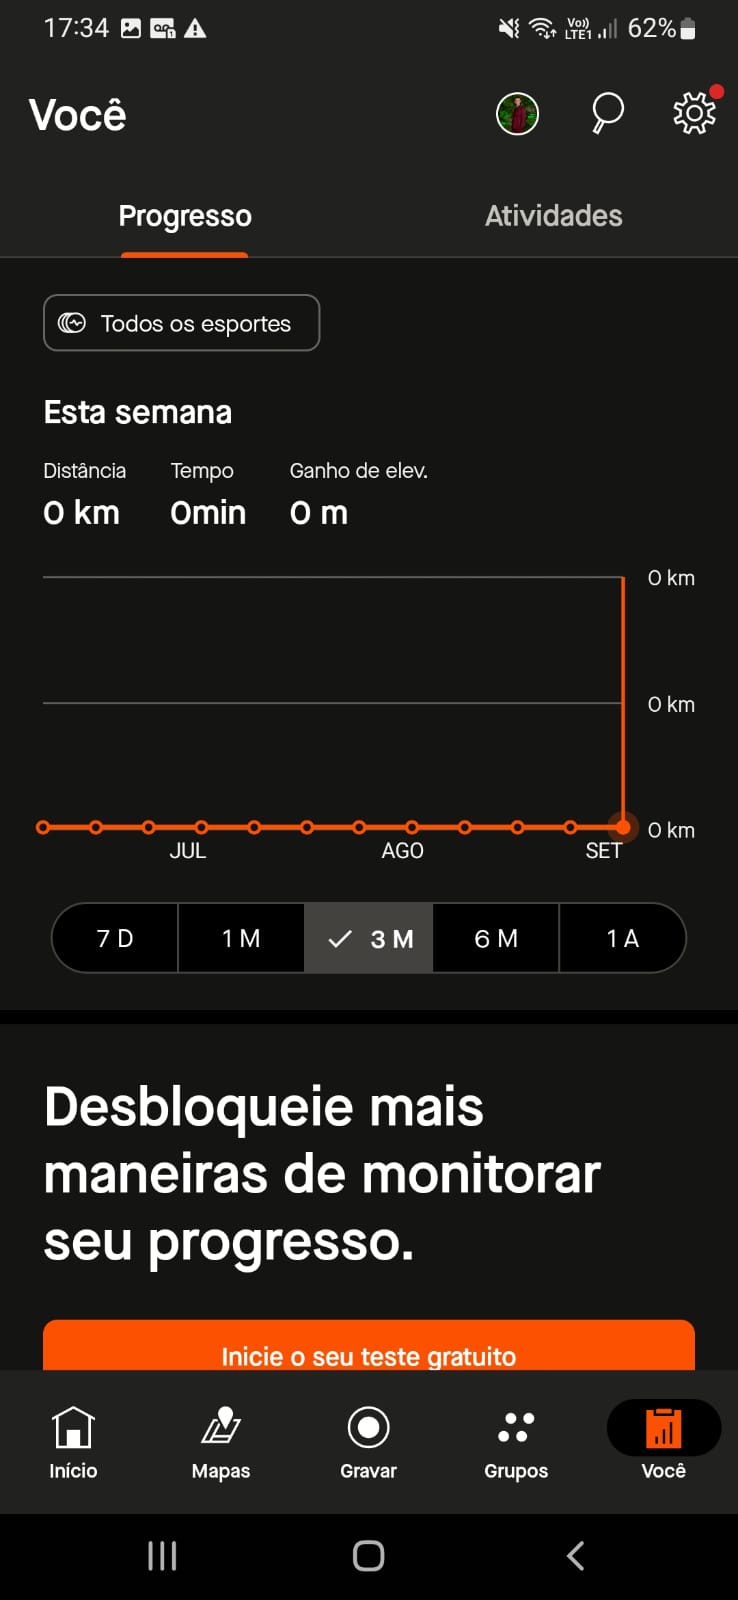 17:34 Vo)) LTE1 62%
Você
Progresso Atividades
Todos os esportes
Esta semana
Distância Tempo Ganho de elev.
0 km 0min 0 m
0 km
0 km
0 km
JUL AGO SET
7 D 1 M 3 M 6 M 1 A
Desbloqueie mais
maneiras de monitorar
seu progresso.
Inicie o seu teste gratuito
Início Mapas Gravar Grupos Você